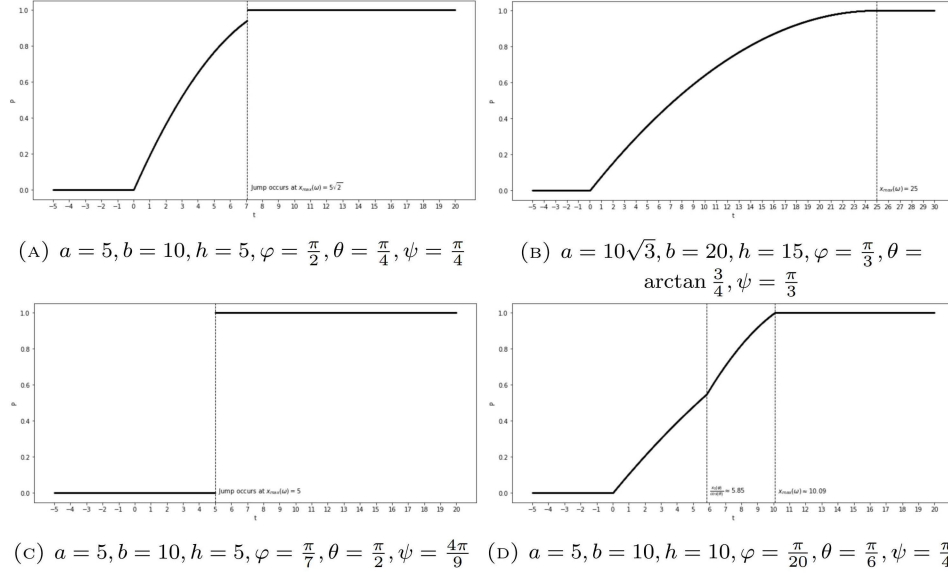 1.0
0.8
0.6
0.4
0.2
0.0
P
Jump occurs at x_max(ω) = 5√2
−5 −4 −3 −2 −1 0 1 2 3 4 5 6 7 8 9 10 11 12 13 14 15 16 17 18 19 20
t
(A) a = 5, b = 10, h = 5, φ = π/2, θ = π/4, ψ = π/4
1.0
0.8
0.6
0.4
0.2
0.0
P
x_max(ω) = 25
−5 −4 −3 −2 −1 0 1 2 3 4 5 6 7 8 9 10 11 12 13 14 15 16 17 18 19 20 21 22 23 24 25 26 27 28 29 30
t
(B) a = 10√3, b = 20, h = 15, φ = π/3, θ =
arctan 3/4, ψ = π/3
1.0
0.8
0.6
0.4
0.2
0.0
P
Jump occurs at x_max(ω) = 5
−5 −4 −3 −2 −1 0 1 2 3 4 5 6 7 8 9 10 11 12 13 14 15 16 17 18 19 20
t
(C) a = 5, b = 10, h = 5, φ = π/7, θ = π/2, ψ = 4π/9
1.0
0.8
0.6
0.4
0.2
0.0
P
= 5.85
x_max(ω) = 10.09
−5 −4 −3 −2 −1 0 1 2 3 4 5 6 7 8 9 10 11 12 13 14 15 16 17 18 19 20
t
(D) a = 5, b = 10, h = 10, φ = π/20, θ = π/6, ψ = π/4